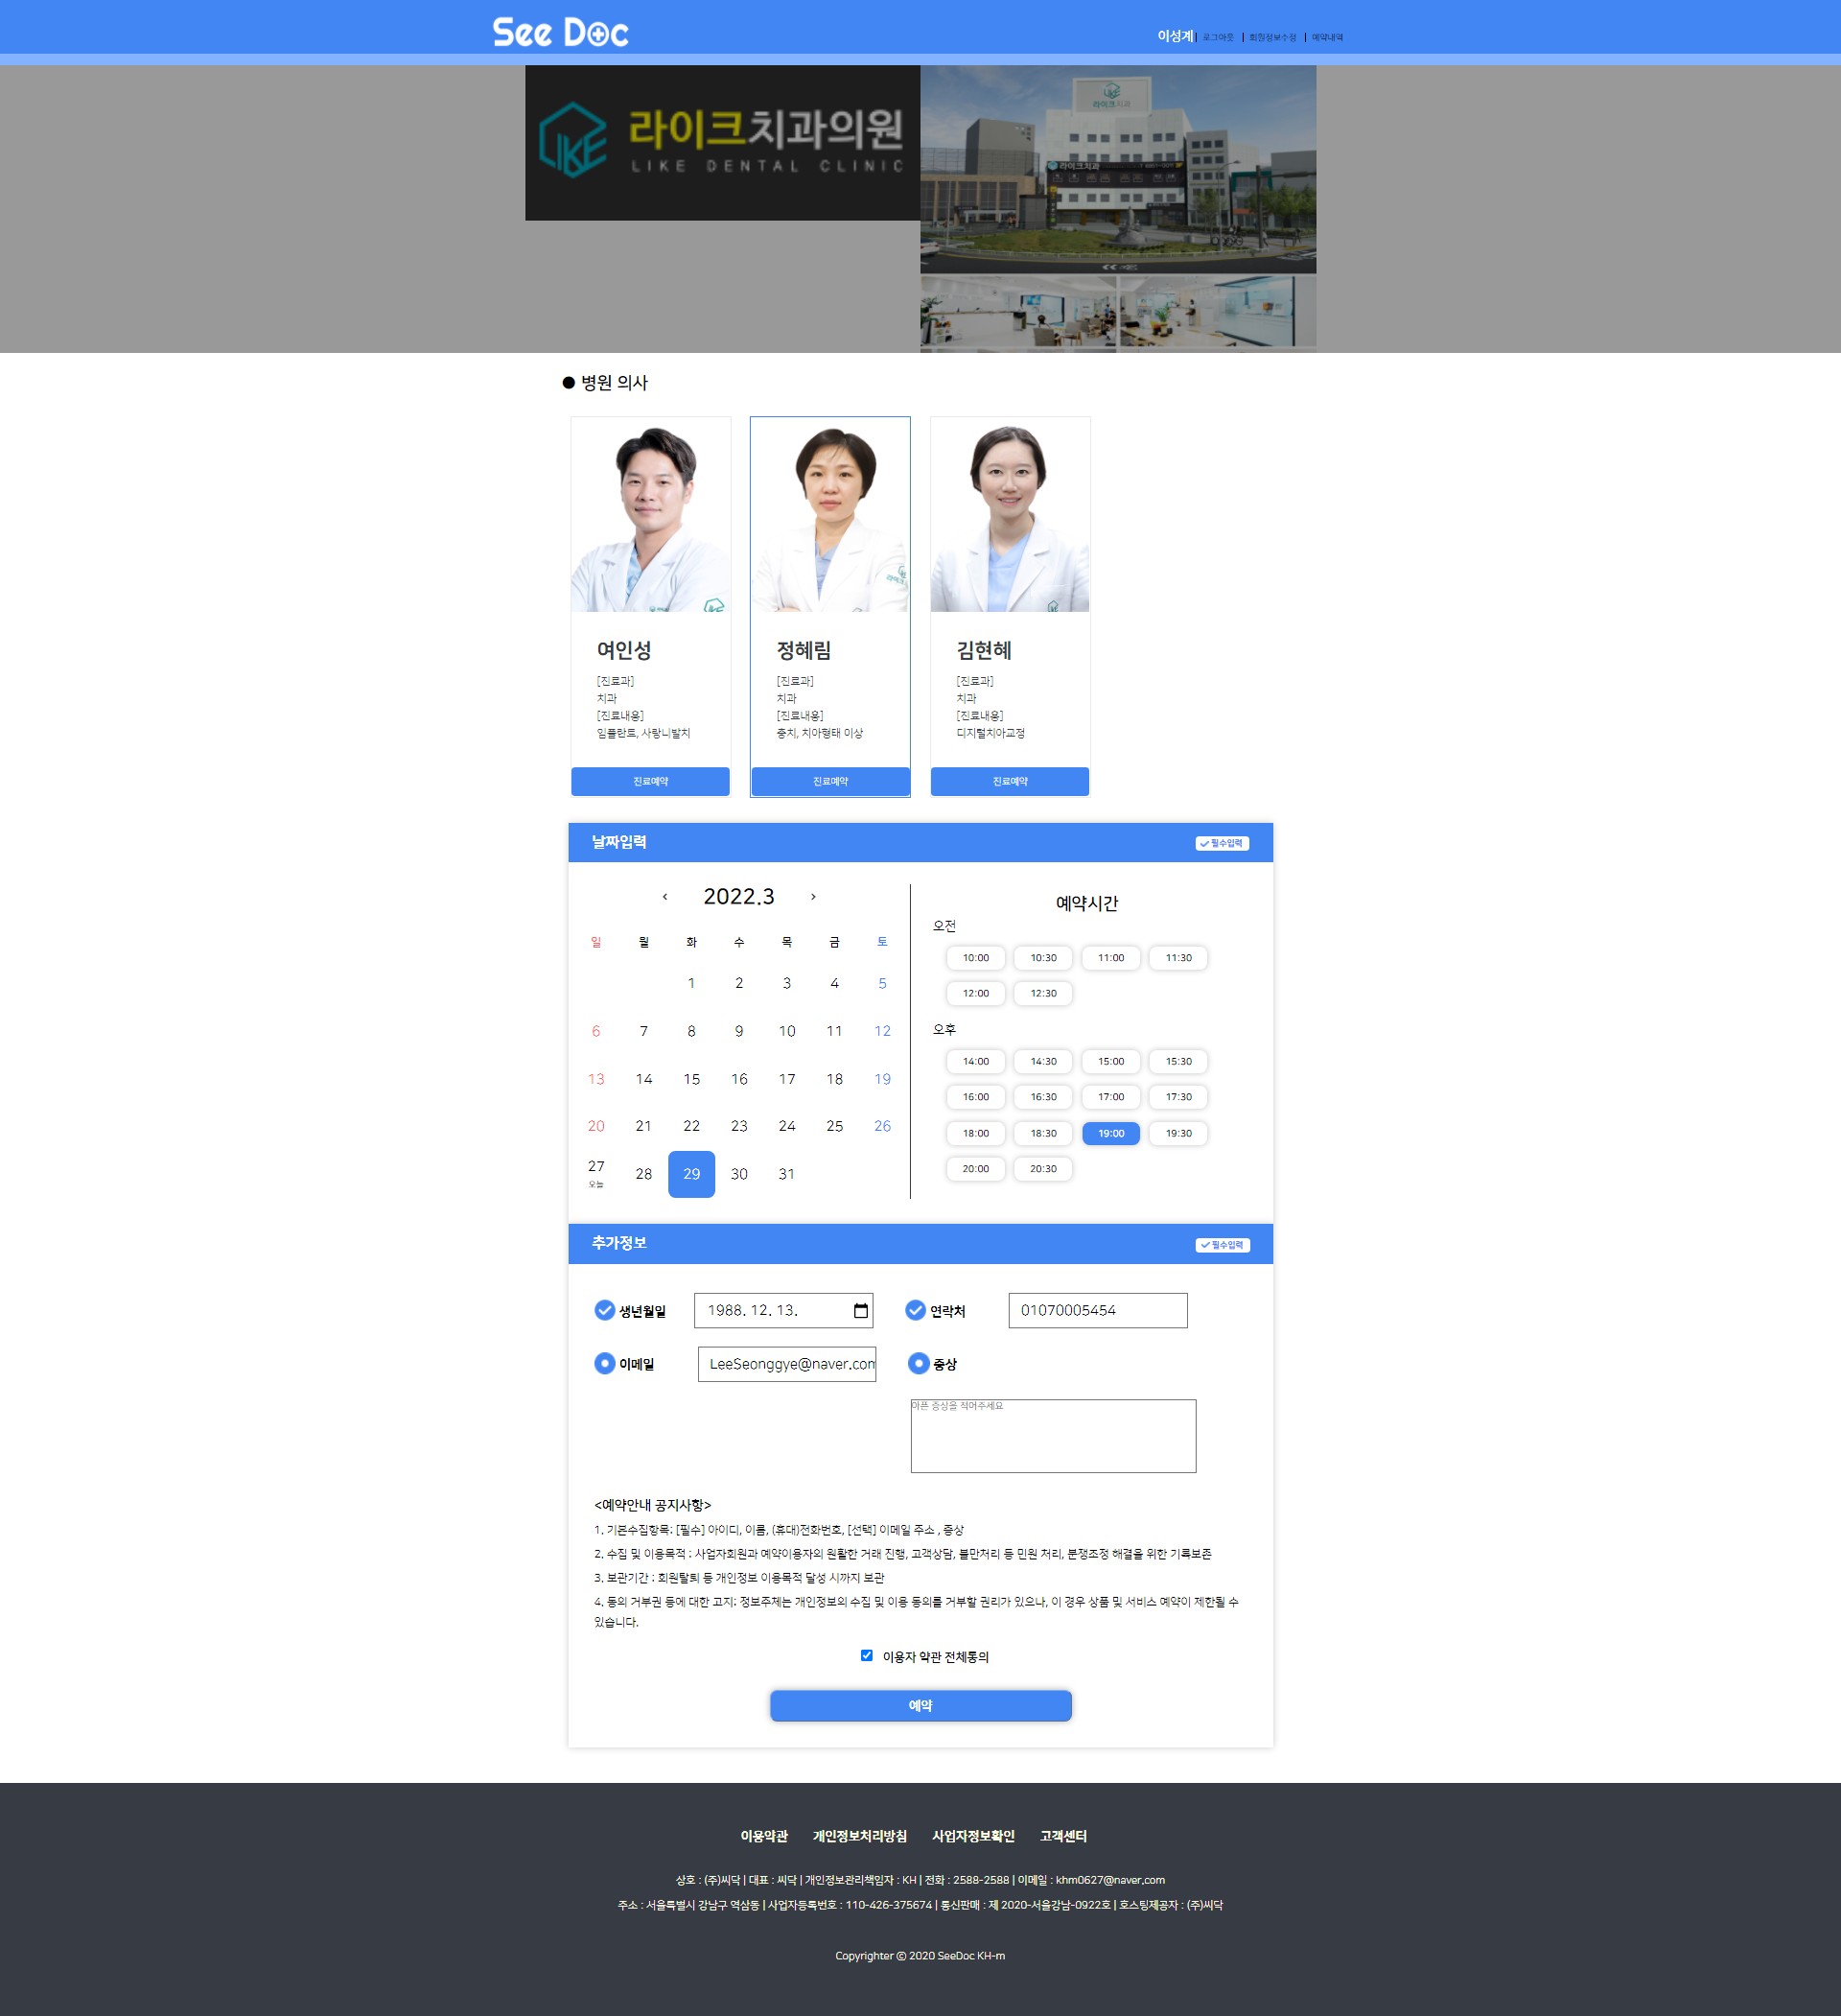 See Doc
이성계 | 로그아웃 | 회원정보수정 | 예약내역
라이크치과의원
LIKE DENTAL CLINIC
라이크치과
라이크치과
● 병원 의사
여인성
[진료과]
치과
[진료내용]
임플란트, 사랑니발치
진료예약
정혜림
[진료과]
치과
[진료내용]
충치, 치아형태 이상
진료예약
김현혜
[진료과]
치과
[진료내용]
디지털치아교정
진료예약
날짜입력
필수입력
‹ 2022.3 ›
일 월 화 수 목 금 토
1 2 3 4 5
6 7 8 9 10 11 12
13 14 15 16 17 18 19
20 21 22 23 24 25 26
27 28 29 30 31
오늘
예약시간
오전
10:00 10:30 11:00 11:30
12:00 12:30
오후
14:00 14:30 15:00 15:30
16:00 16:30 17:00 17:30
18:00 18:30 19:00 19:30
20:00 20:30
추가정보
필수입력
생년월일 1988. 12. 13. 연락처 01070005454
이메일 LeeSeonggye@naver.com 증상
아픈 증상을 적어주세요
<예약안내 공지사항>
1. 기본수집항목: [필수] 아이디, 이름, (휴대)전화번호, [선택] 이메일 주소 , 증상
2. 수집 및 이용목적 : 사업자회원과 예약이용자의 원활한 거래 진행, 고객상담, 불만처리 등 민원 처리, 분쟁조정 해결을 위한 기록보존
3. 보관기간 : 회원탈퇴 등 개인정보 이용목적 달성 시까지 보관
4. 동의 거부권 등에 대한 고지: 정보주체는 개인정보의 수집 및 이용 동의를 거부할 권리가 있으나, 이 경우 상품 및 서비스 예약이 제한될 수
있습니다.
이용자 약관 전체통의
예약
이용약관 개인정보처리방침 사업자정보확인 고객센터
상호 : (주)씨닥 | 대표 : 씨닥 | 개인정보관리책임자 : KH | 전화 : 2588-2588 | 이메일 : khm0627@naver.com
주소 : 서울특별시 강남구 역삼동 | 사업자등록번호 : 110-426-375674 | 통신판매 : 제 2020-서울강남-0922호 | 호스팅제공자 : (주)씨닥
Copyrighter ⓒ 2020 SeeDoc KH-m